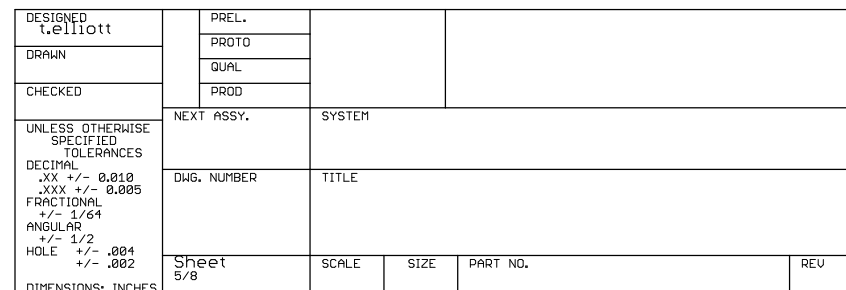 DESIGNED
t.elliott
DRAWN
CHECKED
UNLESS OTHERWISE
SPECIFIED
TOLERANCES
DECIMAL
.XX +/- 0.010
.XXX +/- 0.005
FRACTIONAL
+/- 1/64
ANGULAR
+/- 1/2
HOLE +/- .004
+/- .002
DIMENSIONS: INCHES
PREL.
PROTO
QUAL
PROD
NEXT ASSY.
SYSTEM
DWG. NUMBER
TITLE
Sheet
5/8
SCALE
SIZE
PART NO.
REV